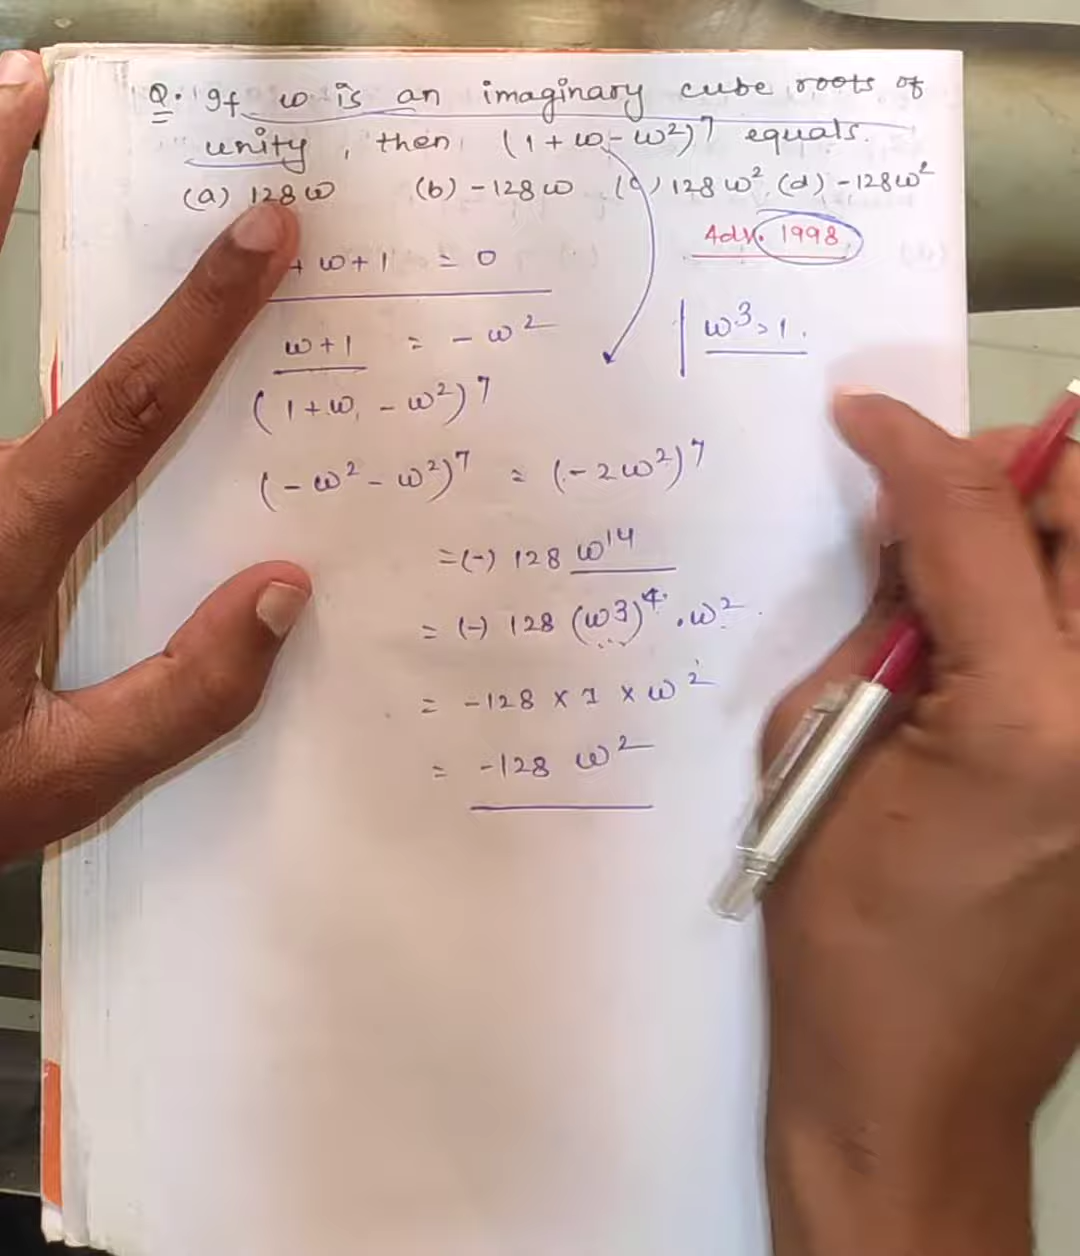 Q. If ω is an imaginary cube roots of
unity, then (1+ω-ω²)⁷ equals.
(a) 128ω (b) -128ω (c) 128ω² (d) -128ω²
Adv. 1998
+ ω+1 = 0
ω+1 = -ω²
ω³=1.
(1+ω-ω²)⁷
(-ω²-ω²)⁷ = (-2ω²)⁷
=(-) 128 ω¹⁴
= (-) 128 (ω3)⁴.ω².
= -128 × 1 × ω²
= -128 ω²